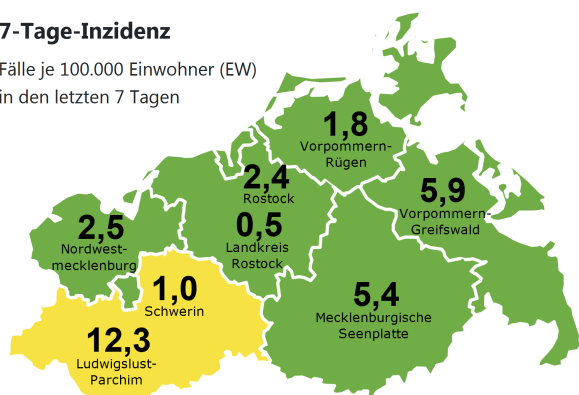 7-Tage-Inzidenz
Fälle je 100.000 Einwohner (EW)
in den letzten 7 Tagen
1,8
Vorpommern-
Rügen
2,4
Rostock
5,9
Vorpommern-
Greifswald
2,5
Nordwest-
mecklenburg
0,5
Landkreis
Rostock
1,0
Schwerin
5,4
Mecklenburgische
Seenplatte
12,3
Ludwigslust-
Parchim